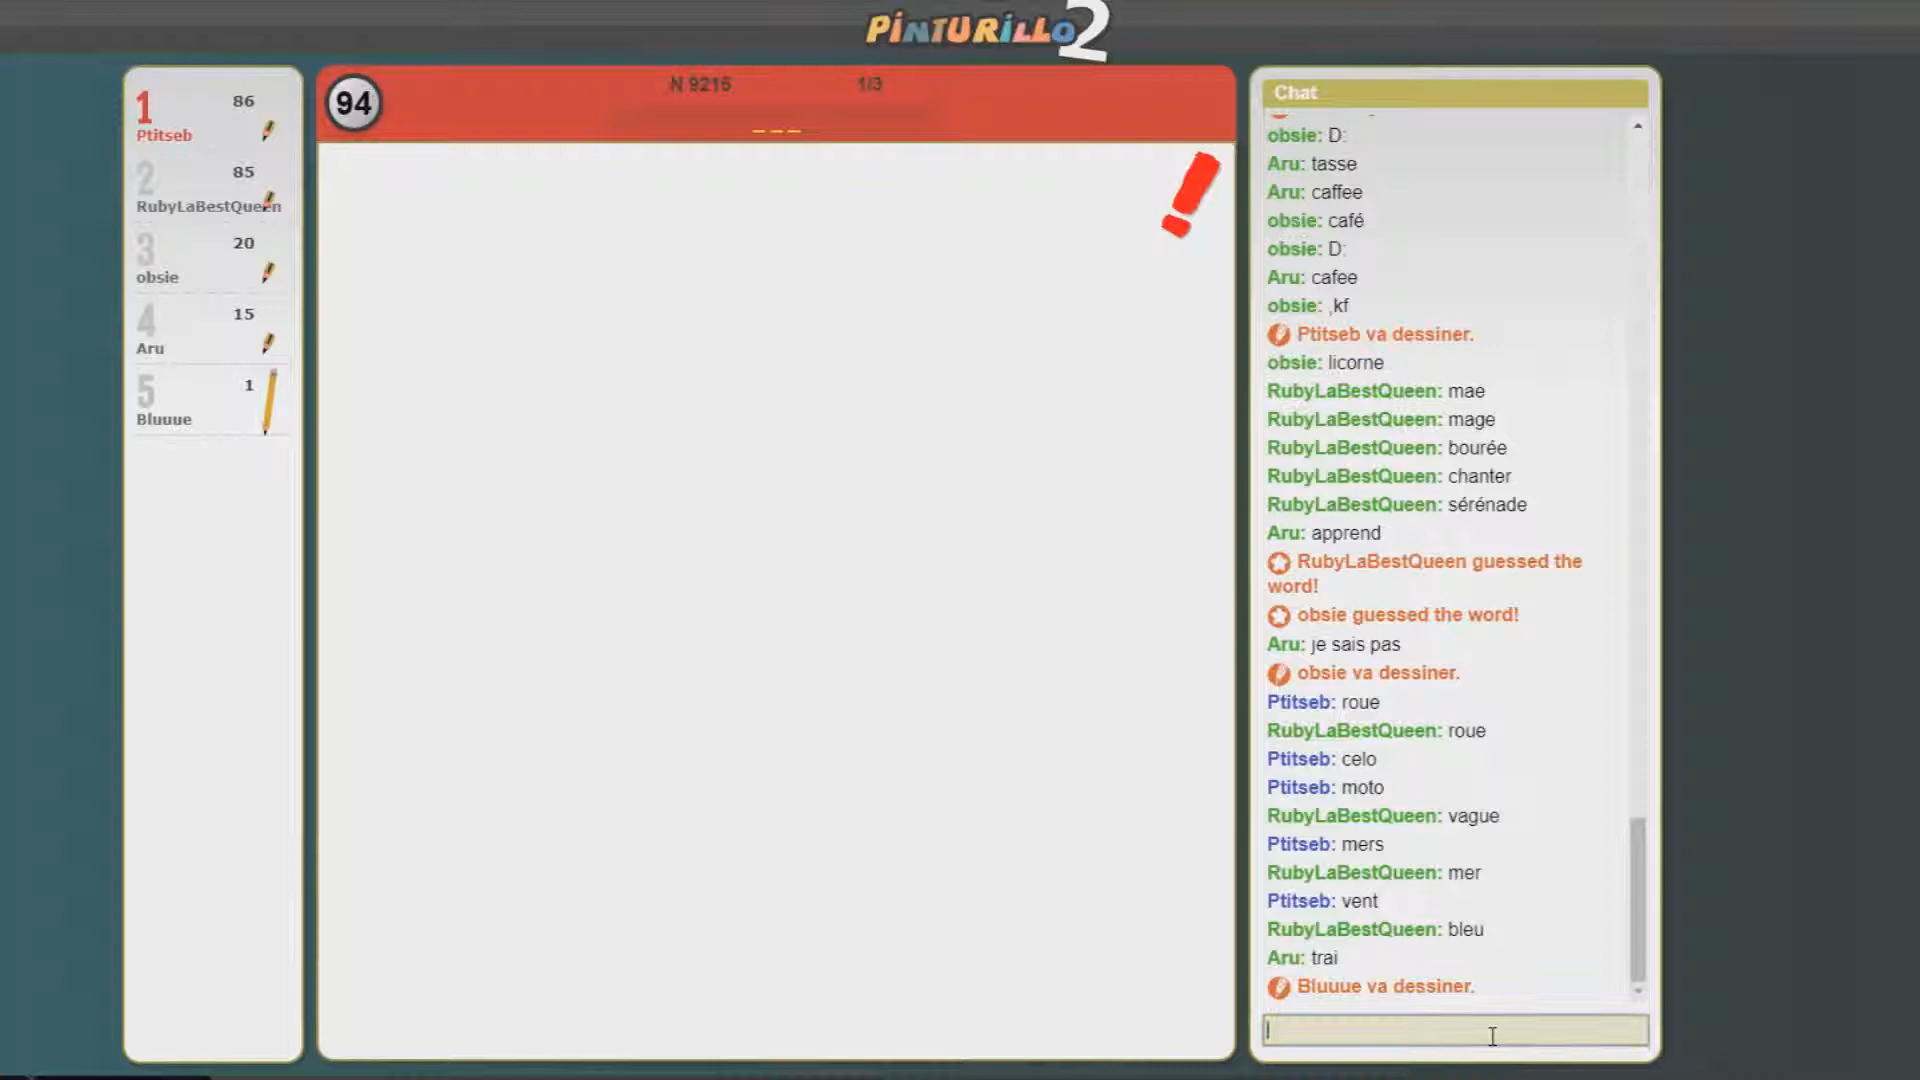 PINTURILLO 2
1 86
Ptitseb
2 85
RubyLaBestQueen
3 20
obsie
4 15
Aru
5 1
Bluuue
94
N 9215 1/3
_ _ _
!
Chat
obsie: D:
Aru: tasse
Aru: caffee
obsie: café
obsie: D:
Aru: cafee
obsie: ,kf
Ptitseb va dessiner.
obsie: licorne
RubyLaBestQueen: mae
RubyLaBestQueen: mage
RubyLaBestQueen: bourée
RubyLaBestQueen: chanter
RubyLaBestQueen: sérénade
Aru: apprend
RubyLaBestQueen guessed the
word!
obsie guessed the word!
Aru: je sais pas
obsie va dessiner.
Ptitseb: roue
RubyLaBestQueen: roue
Ptitseb: celo
Ptitseb: moto
RubyLaBestQueen: vague
Ptitseb: mers
RubyLaBestQueen: mer
Ptitseb: vent
RubyLaBestQueen: bleu
Aru: trai
Bluuue va dessiner.